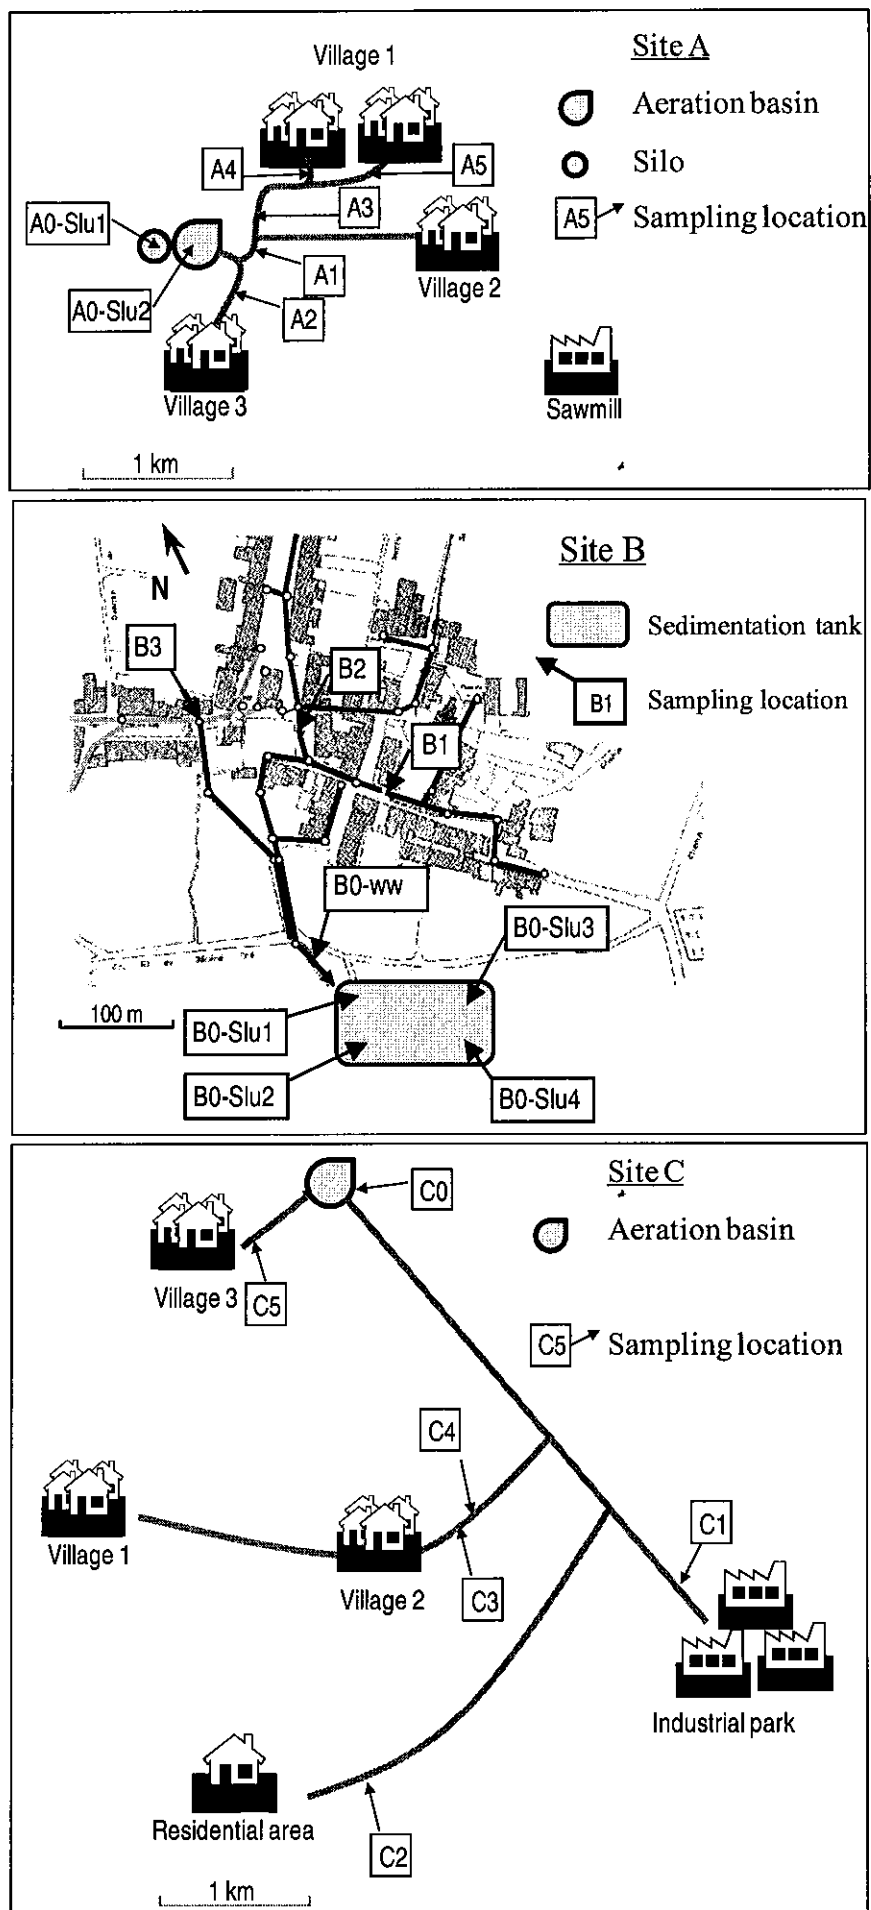 Village 1
Site A
Aeration basin
Silo
A5
Sampling location
A4
A5
A3
A0-Slu1
A1
Village 2
A0-Slu2
A2
Village 3
Sawmill
1 km
Site B
N
Sedimentation tank
B3
B2
B1
Sampling location
B1
B0-ww
B0-Slu3
100 m
B0-Slu1
B0-Slu2
B0-Slu4
Site C
C0
Aeration basin
Village 3
C5
C5
Sampling location
C4
C1
Village 1
Village 2
C3
Industrial park
Residential area
C2
1 km